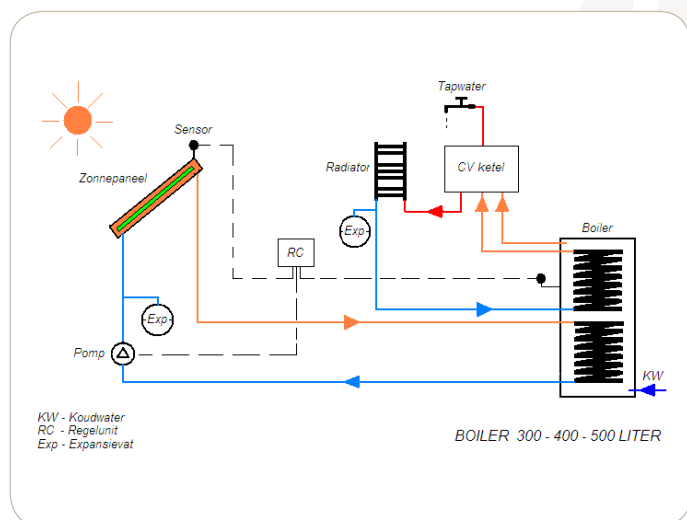 Tapwater
Sensor
Radiator
CV ketel
Zonnepaneel
Exp
Boiler
RC
Exp
Pomp
KW
KW - Koudwater
RC - Regelunit
Exp - Expansievat
BOILER 300 - 400 - 500 LITER